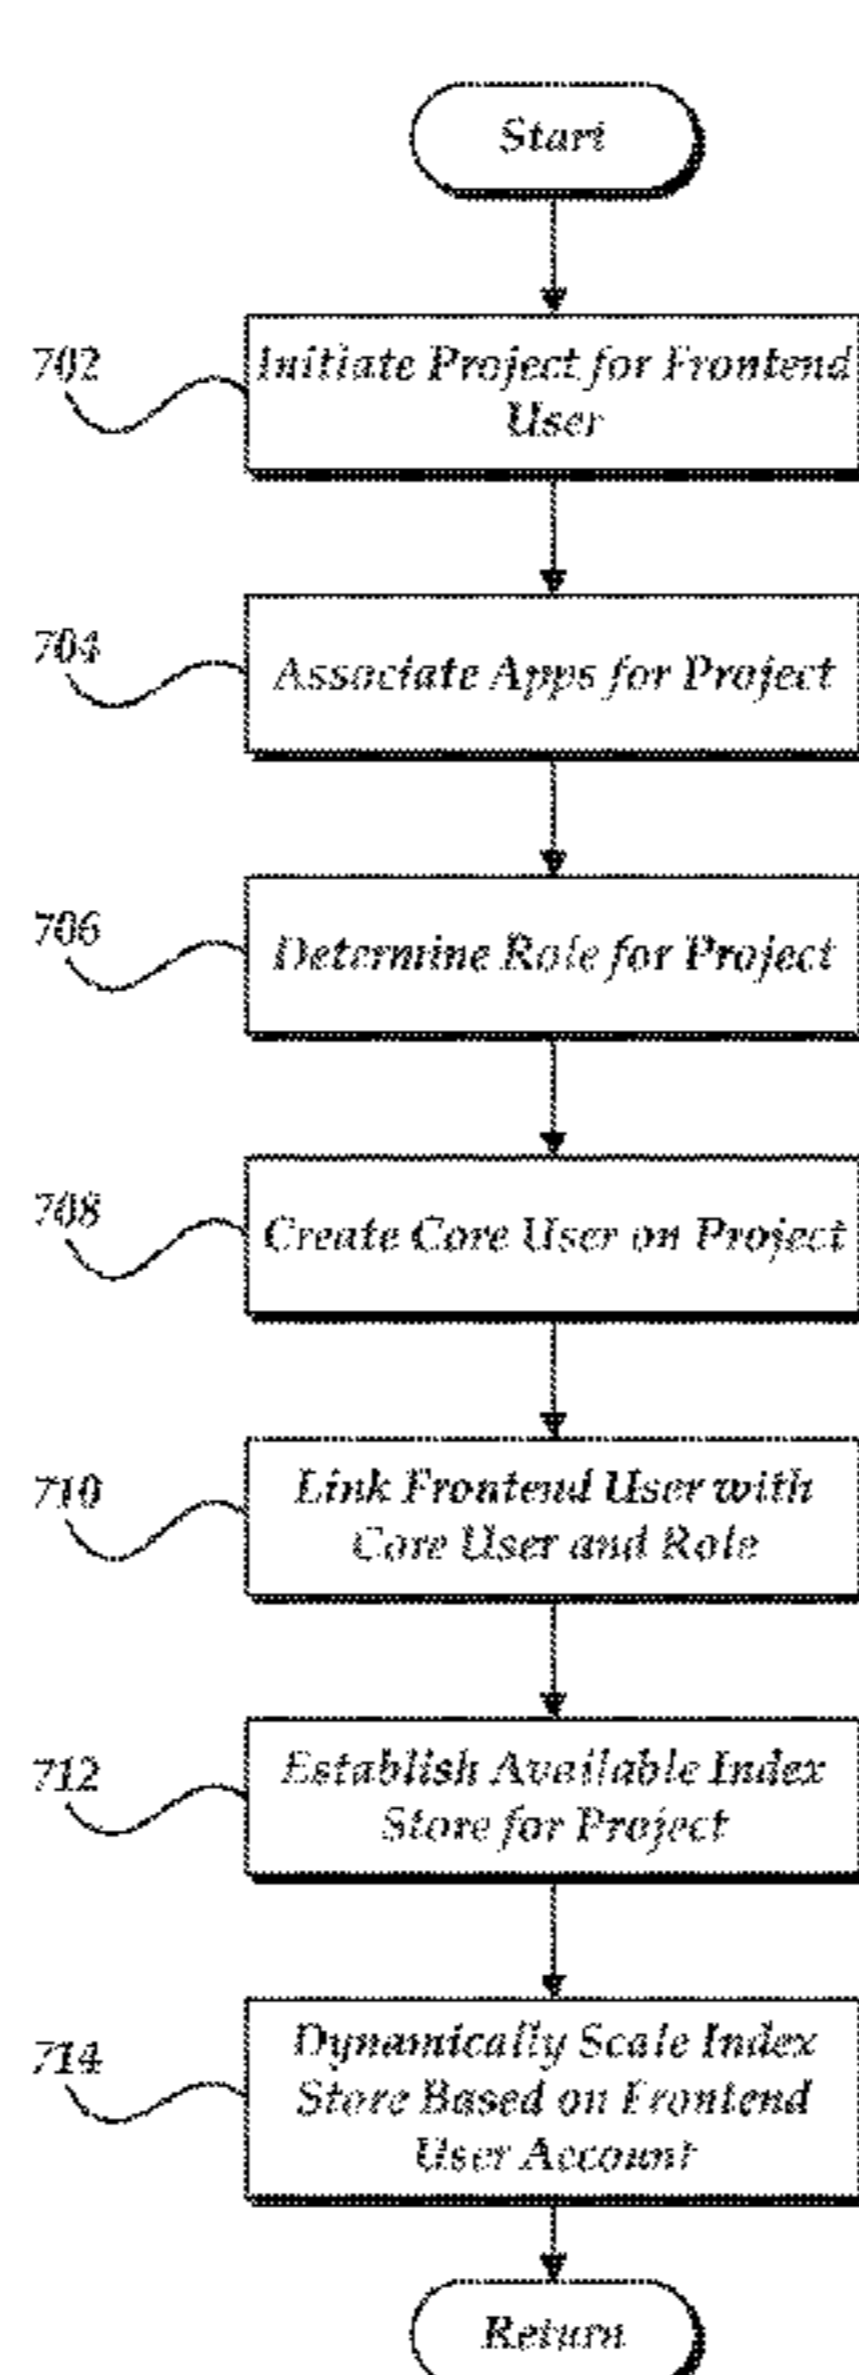 Start
702
Initiate Project for Frontend
User
704
Associate Apps for Project
706
Determine Role for Project
708
Create Core User on Project
710
Link Frontend User with
Core User and Role
712
Establish Available Index
Store for Project
714
Dynamically Scale Index
Store Based on Frontend
User Account
Return